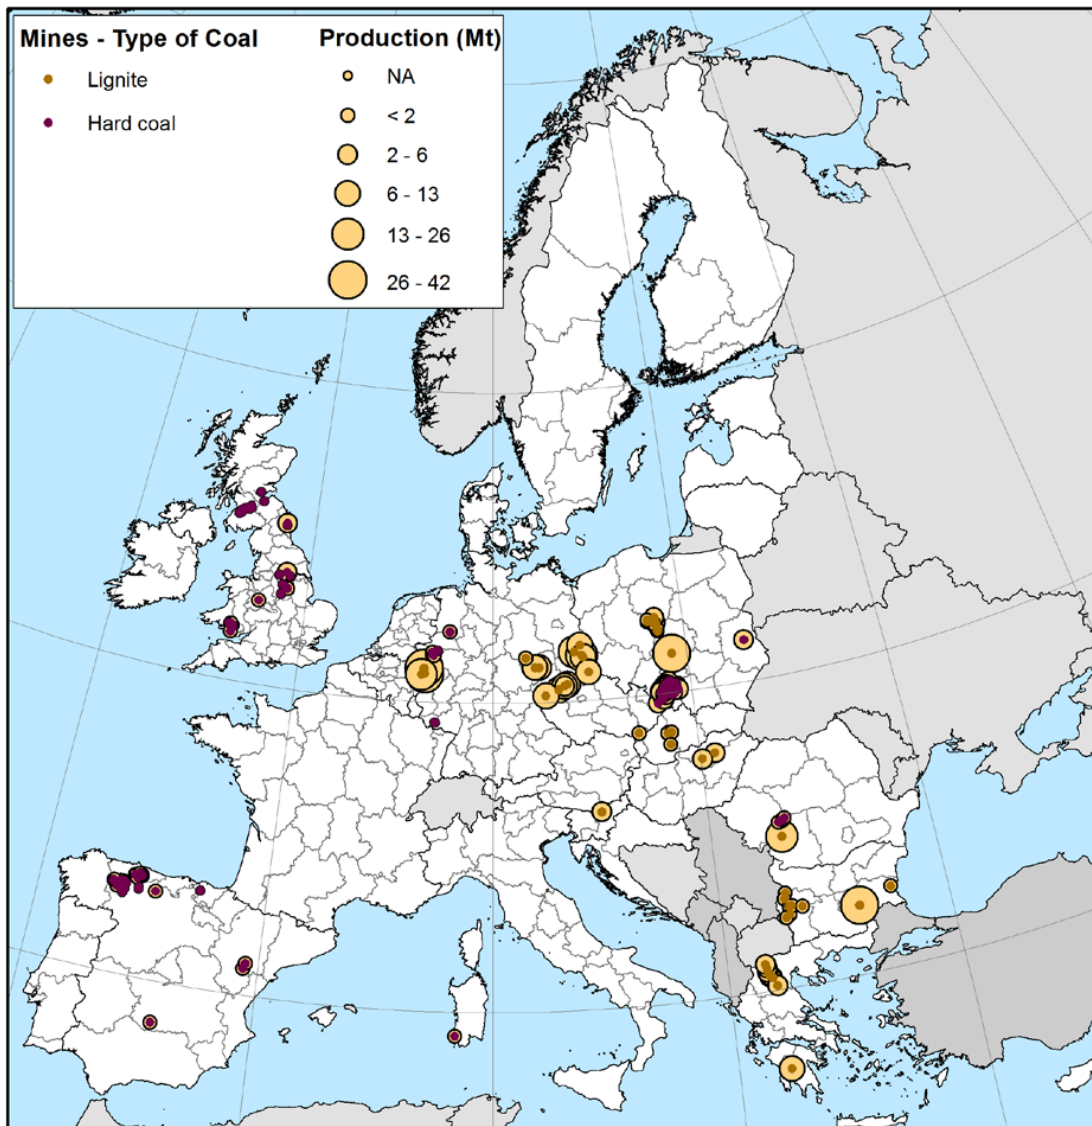 Mines - Type of Coal
Lignite
Hard coal
Production (Mt)
NA
< 2
2 - 6
6 - 13
13 - 26
26 - 42